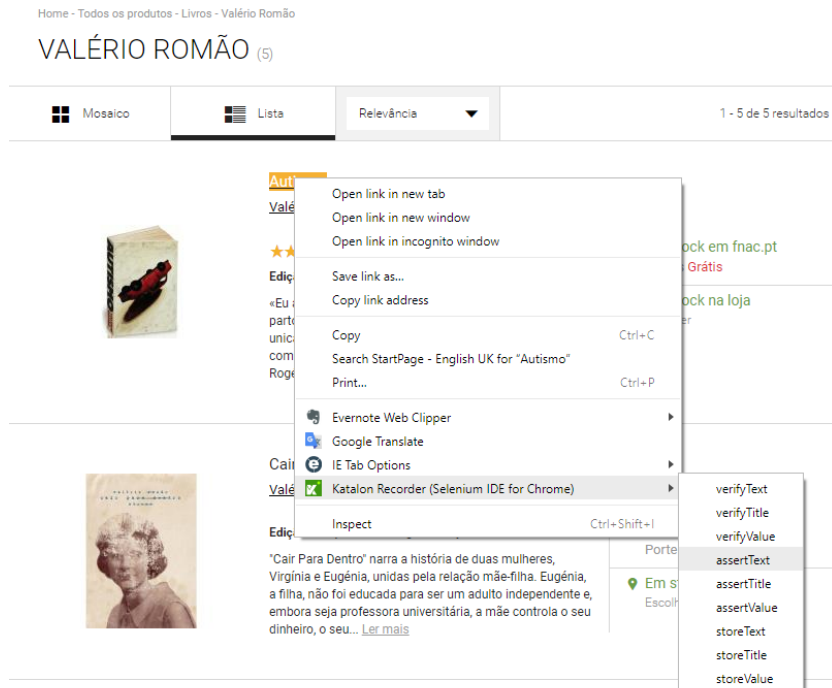 Home - Todos os produtos - Livros - Valério Romão
VALÉRIO ROMÃO (5)
Mosaico
Lista
Relevância
1 - 5 de 5 resultados
Open link in new tab
Open link in new window
Open link in incognito window
Save link as...
Copy link address
Copy Ctrl+C
Search StartPage - English UK for "Autismo"
Print... Ctrl+P
Evernote Web Clipper
Google Translate
IE Tab Options
Katalon Recorder (Selenium IDE for Chrome)
Inspect Ctrl+Shift+I
verifyText
verifyTitle
verifyValue
assertText
assertTitle
assertValue
storeText
storeTitle
storeValue
AUTISMO
em fnac.pt
Grátis
na loja
"Cair Para Dentro" narra a história de duas mulheres,
Virgínia e Eugénia, unidas pela relação mãe-filha. Eugénia,
a filha, não foi educada para ser um adulto independente e,
embora seja professora universitária, a mãe controla o seu
dinheiro, o seu... Ler mais
Em